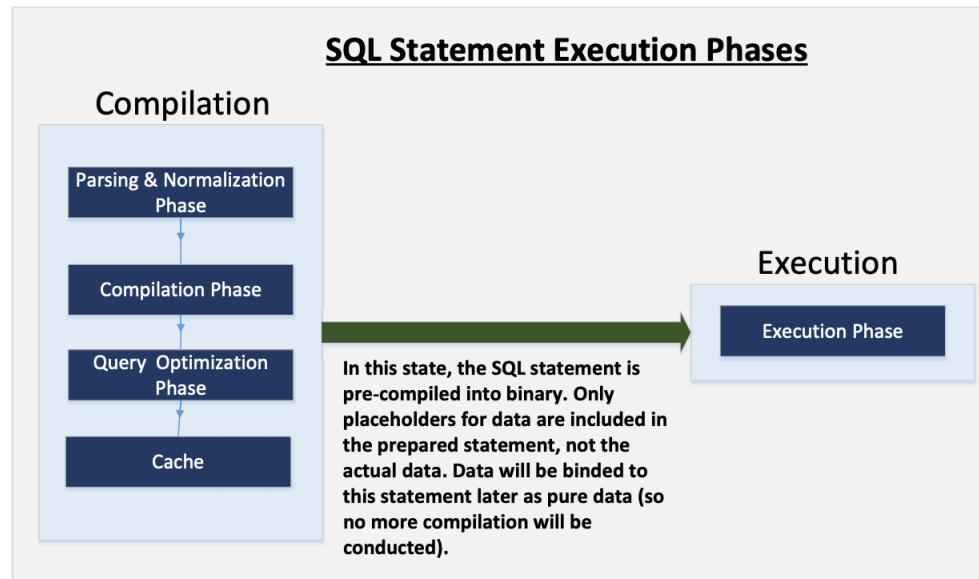 SQL Statement Execution Phases
Compilation
Parsing & Normalization
Phase
Compilation Phase
Query Optimization
Phase
Cache
In this state, the SQL statement is
pre-compiled into binary. Only
placeholders for data are included in
the prepared statement, not the
actual data. Data will be binded to
this statement later as pure data (so
no more compilation will be
conducted).
Execution
Execution Phase